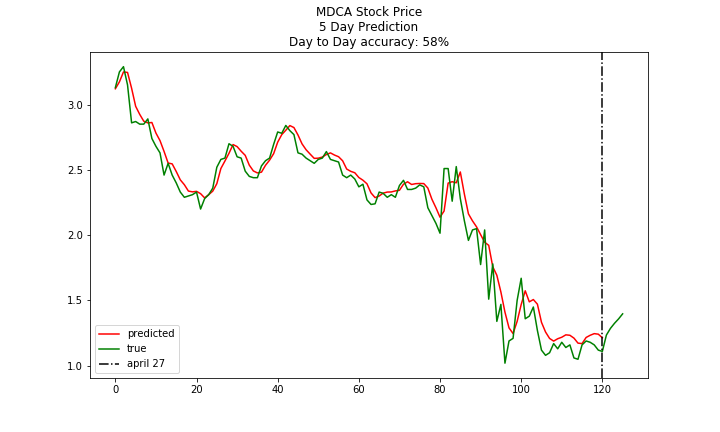 MDCA Stock Price
5 Day Prediction
Day to Day accuracy: 58%
3.0
2.5
2.0
1.5
1.0
predicted
true
april 27
0
20
40
60
80
100
120